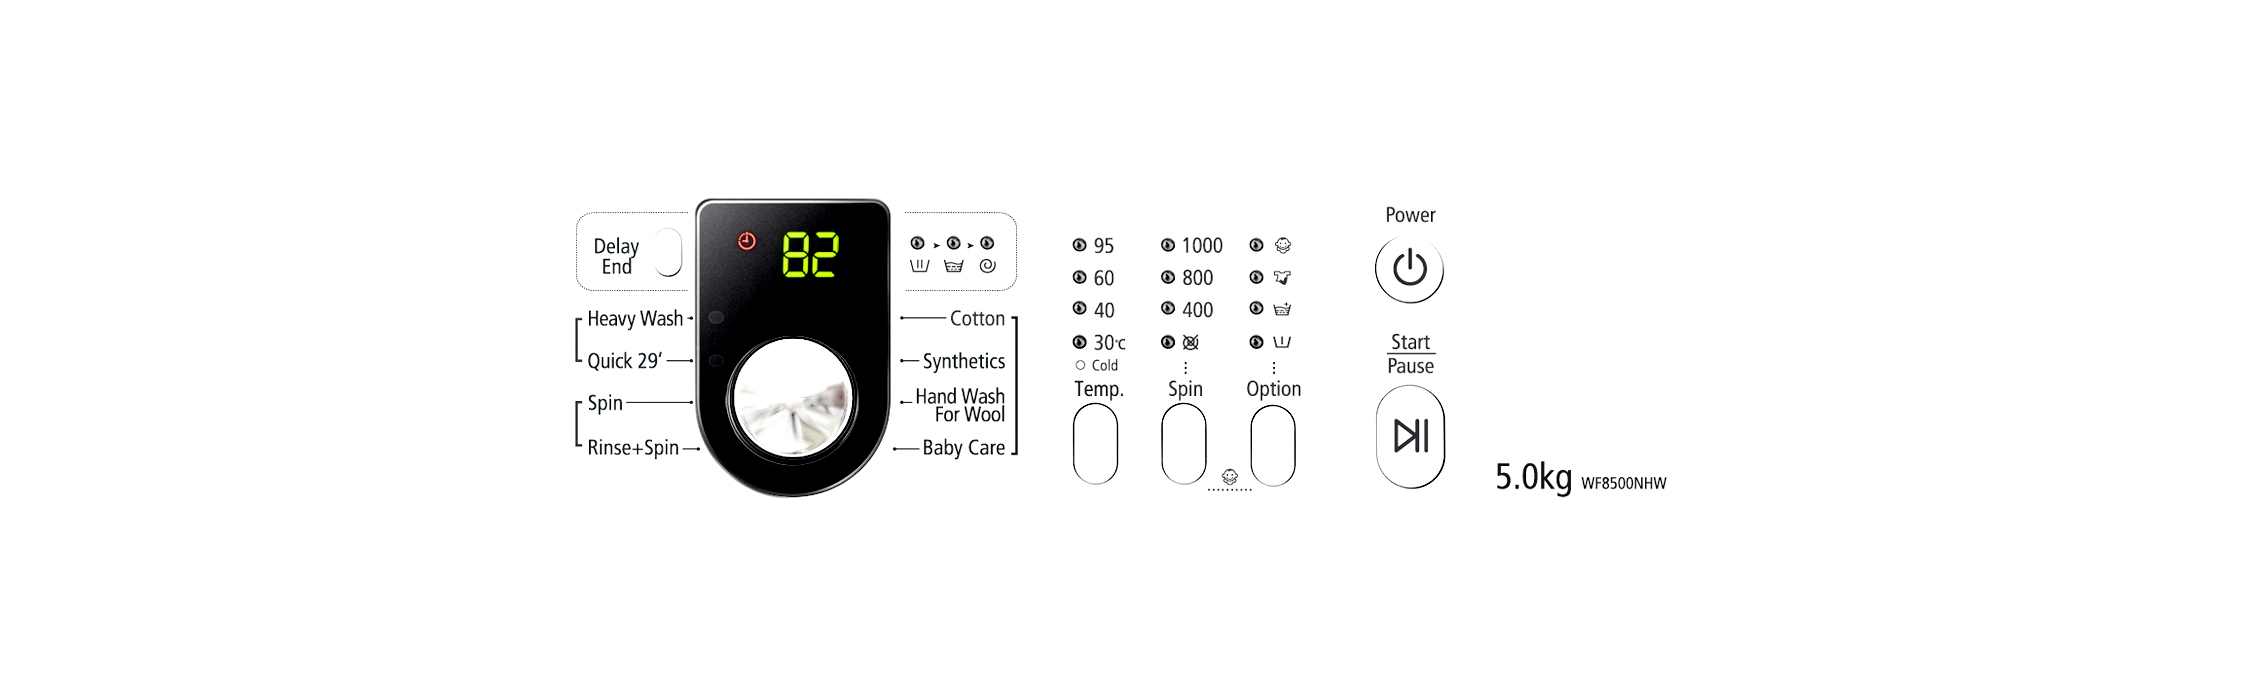 Delay
End
82
Heavy Wash
Quick 29'
Spin
Rinse+Spin
Cotton
Synthetics
Hand Wash
For Wool
Baby Care
95
60
40
30°c
Cold
Temp.
1000
800
400
Spin
Option
Power
Start
Pause
5.0kg WF8500NHW